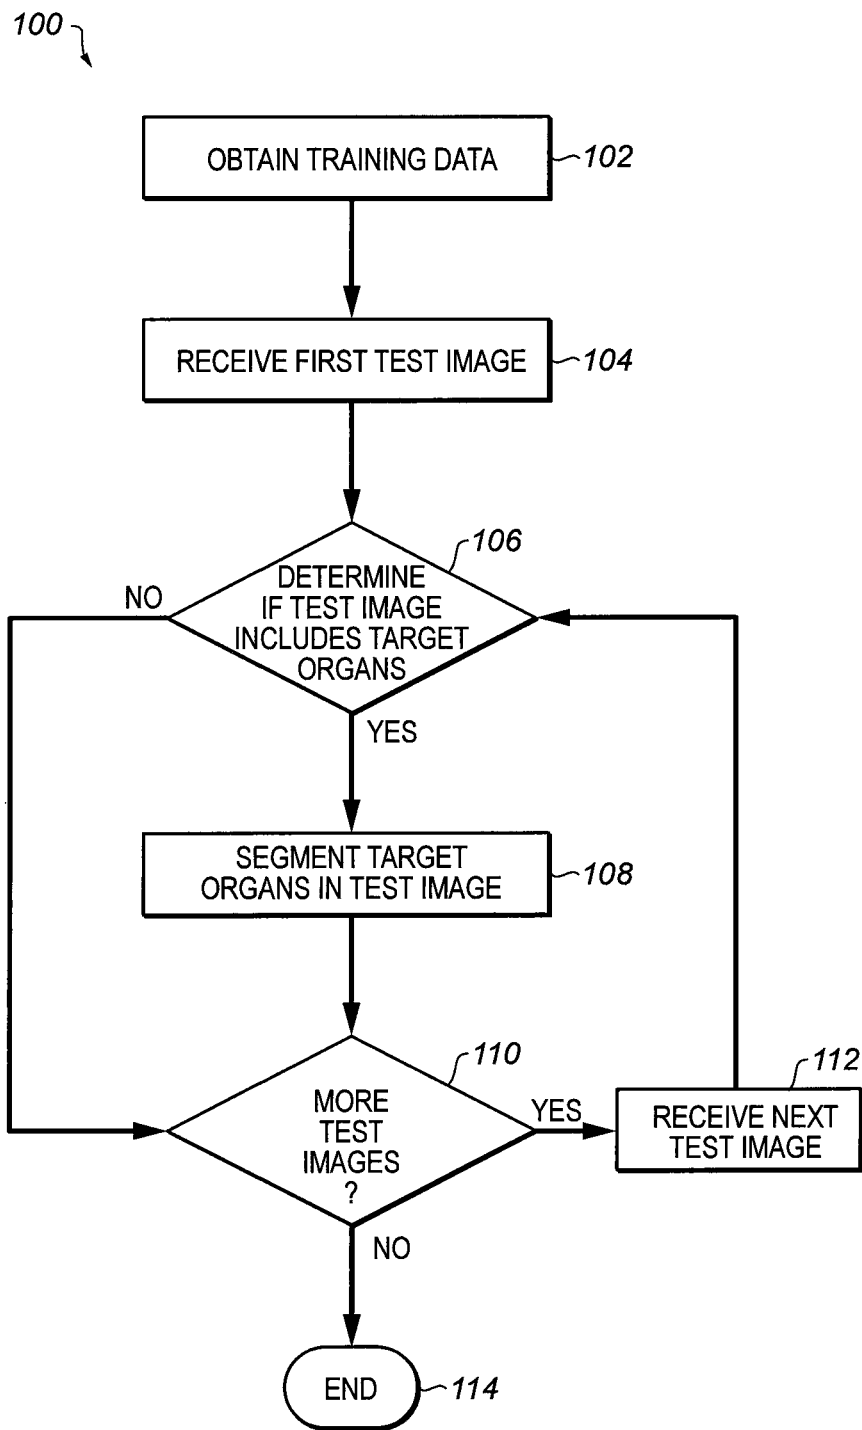 100
OBTAIN TRAINING DATA
102
RECEIVE FIRST TEST IMAGE
104
106
DETERMINE
IF TEST IMAGE
INCLUDES TARGET
ORGANS
NO
YES
SEGMENT TARGET
ORGANS IN TEST IMAGE
108
110
MORE
TEST
IMAGES
?
YES
112
RECEIVE NEXT
TEST IMAGE
NO
END
114